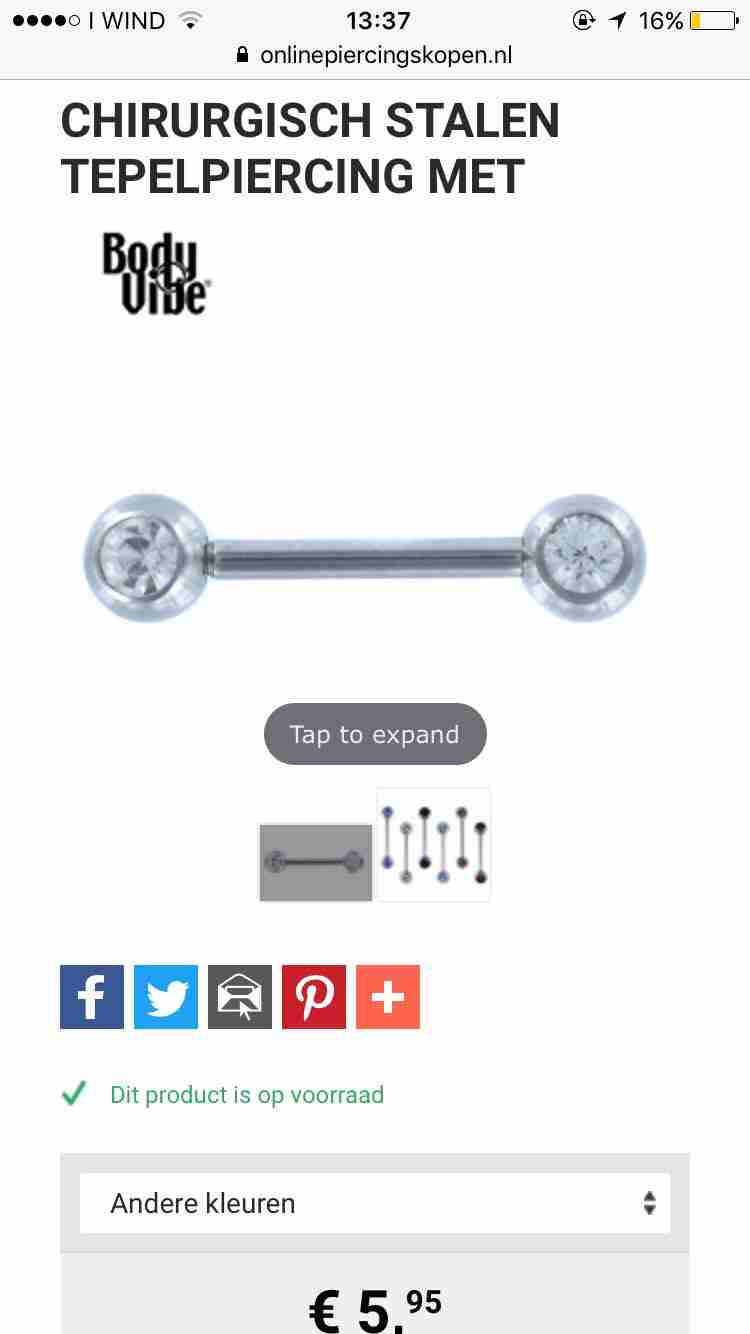 I WIND 13:37 16%
onlinepiercingskopen.nl
CHIRURGISCH STALEN
TEPELPIERCING MET
Body
Vibe
Tap to expand
Dit product is op voorraad
Andere kleuren
€ 5,95